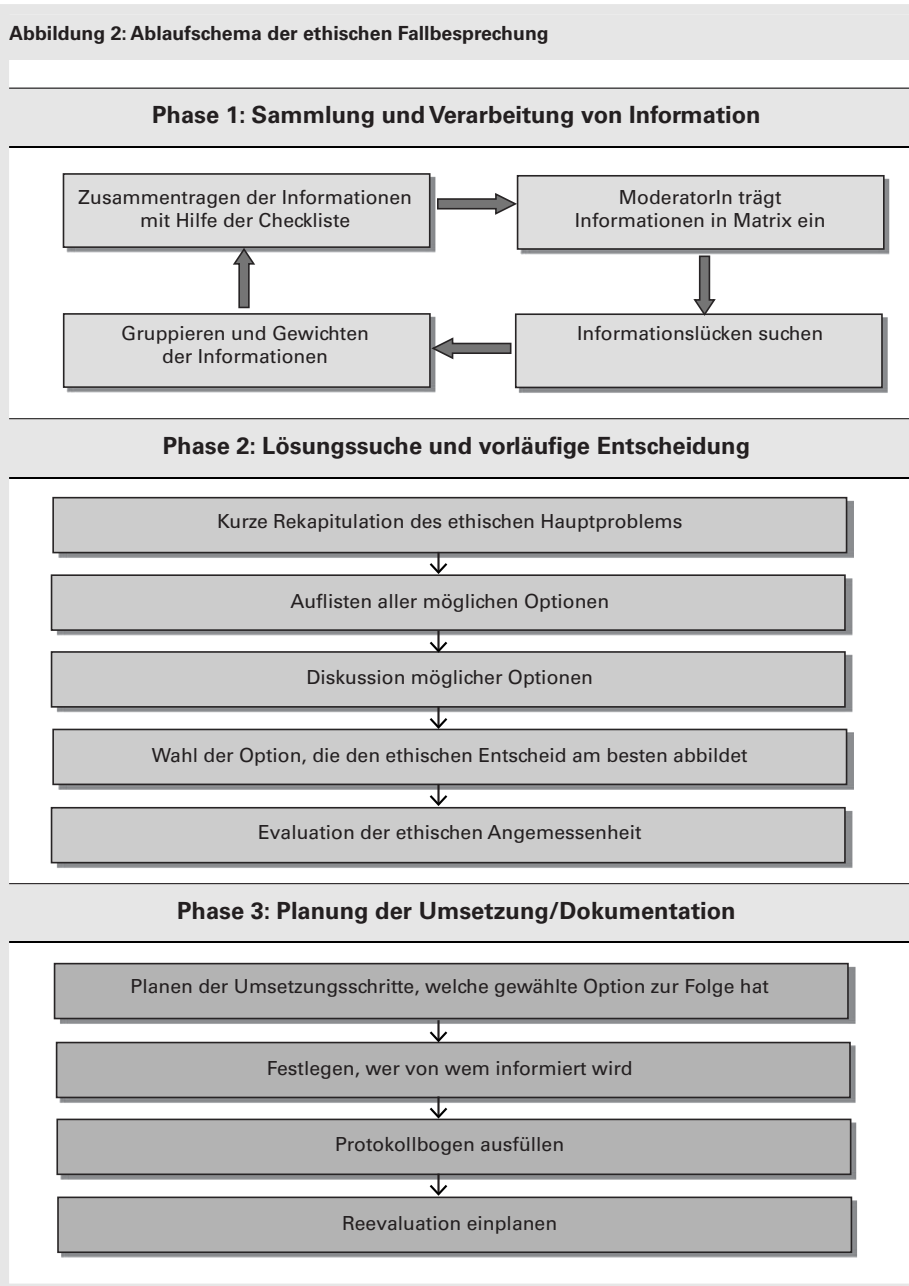 Abbildung 2: Ablaufschema der ethischen Fallbesprechung
Phase 1: Sammlung und Verarbeitung von Information
Zusammentragen der Informationen
mit Hilfe der Checkliste
ModeratorIn trägt
Informationen in Matrix ein
Gruppieren und Gewichten
der Informationen
Informationslücken suchen
Phase 2: Lösungssuche und vorläufige Entscheidung
Kurze Rekapitulation des ethischen Hauptproblems
Auflisten aller möglichen Optionen
Diskussion möglicher Optionen
Wahl der Option, die den ethischen Entscheid am besten abbildet
Evaluation der ethischen Angemessenheit
Phase 3: Planung der Umsetzung/Dokumentation
Planen der Umsetzungsschritte, welche gewählte Option zur Folge hat
Festlegen, wer von wem informiert wird
Protokollbogen ausfüllen
Reevaluation einplanen